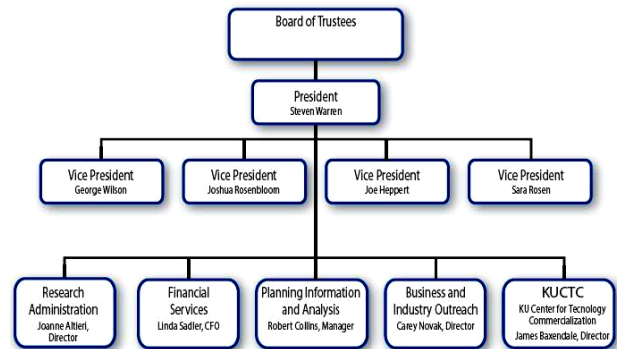 Board of Trustees
President
Steven Warren
Vice President
George Wilson
Vice President
Joshua Rosenbloom
Vice President
Joe Heppert
Vice President
Sara Rosen
Research
Administration
Joanne Altieri,
Director
Financial
Services
Linda Sadler, CFO
Planning Information
and Analysis
Robert Collins, Manager
Business and
Industry Outreach
Carey Novak, Director
KUCTC
KU Center for Tecnology
Commercialization
James Baxendale, Director